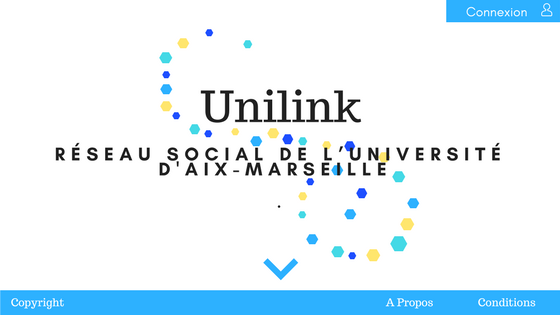 Connexion
Unilink
RÉSEAU SOCIAL DE L'UNIVERSITÉ
D'AIX-MARSEILLE
.
Copyright
A Propos
Conditions